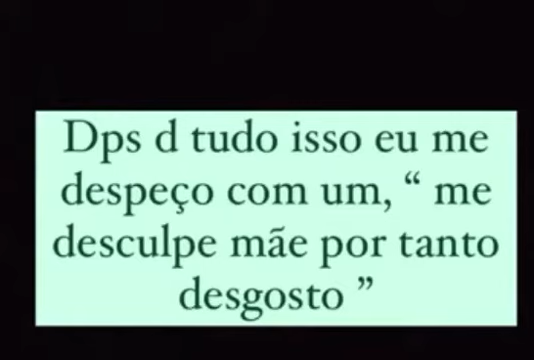 Dps d tudo isso eu me
despeço com um, “ me
desculpe mãe por tanto
desgosto ”